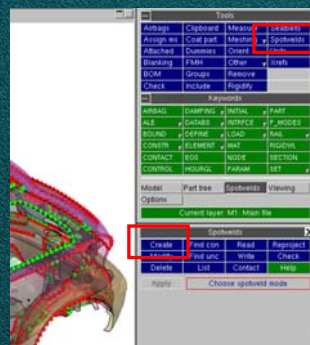 Tools
Airbags Clipboard Measure Seatbelts
Assign ms Coat part Meshing Spotwelds
Attached Dummies Orient
Blanking FMH Other Xrefs
BOM Groups Remove
Check Include Rigidify
Keywords
AIRBAG DAMPING INITIAL PART
ALE DATABS INTRFCE P_MODES
BOUND DEFINE LOAD RAIL
CONSTR ELEMENT MAT RIGIDWL
CONTACT EOS NODE SECTION
CONTROL HOURGL PARAM SET
Model Part tree Spotwelds Viewing
Options
Current layer: M1: Main file
Spotwelds X
Create Find con Read Reproject
Modify Find unc Write Check
Delete List Contact Help
Apply Choose spotweld mode